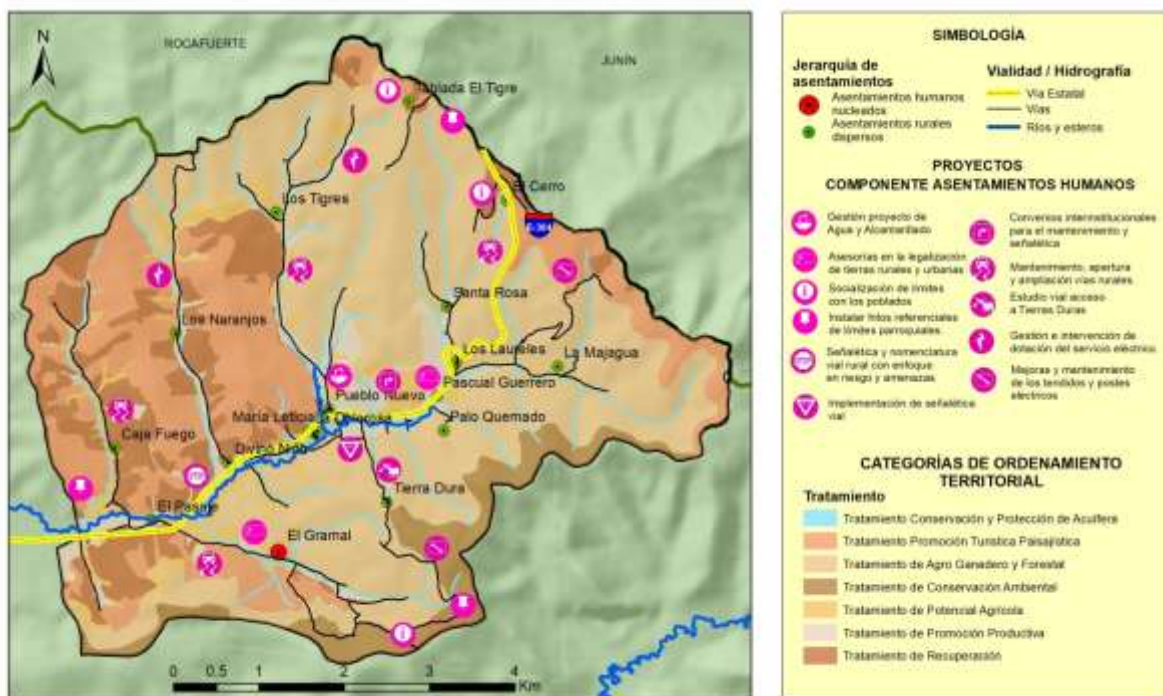 N
ROCAFUERTE
JUNÍN
Tablada El Tigre
El Cerro
E-384
Los Tigres
Santa Rosa
Los Naranjos
Los Laureles
La Majagua
Pascual Guerrero
Pueblo Nuevo
María Leticia
Palo Quemado
Caja Fuego
Divino Niño
Tierra Dura
El Pasaje
El Gramal
0 0.5 1 2 3 4
Km
SIMBOLOGÍA
Jerarquía de
asentamientos
Asentamientos humanos
nucleados
Asentamientos rurales
dispersos
Vialidad / Hidrografía
Vía Estatal
Vías
Ríos y esteros
PROYECTOS
COMPONENTE ASENTAMIENTOS HUMANOS
Gestión proyecto de
Agua y Alcantarillado
Asesorías en la legalización
de tierras rurales y urbanas
Socialización de límites
con los poblados
Instalar hitos referenciales
de límites parroquiales
Señalética y nomenclatura
vial rural con enfoque
en riesgo y amenazas
Implementación de señalética
vial
Convenios interinstitucionales
para el mantenimiento y
señalética
Mantenimiento, apertura
y ampliación vías rurales
Estudio vial acceso
a Tierras Duras
Gestión e intervención de
dotación del servicio eléctrico
Mejoras y mantenimiento
de los tendidos y postes
eléctricos
CATEGORÍAS DE ORDENAMIENTO
TERRITORIAL
Tratamiento
Tratamiento Conservación y Protección de Acuífera
Tratamiento Promoción Turística Paisajística
Tratamiento de Agro Ganadero y Forestal
Tratamiento de Conservación Ambiental
Tratamiento de Potencial Agrícola
Tratamiento de Promoción Productiva
Tratamiento de Recuperación